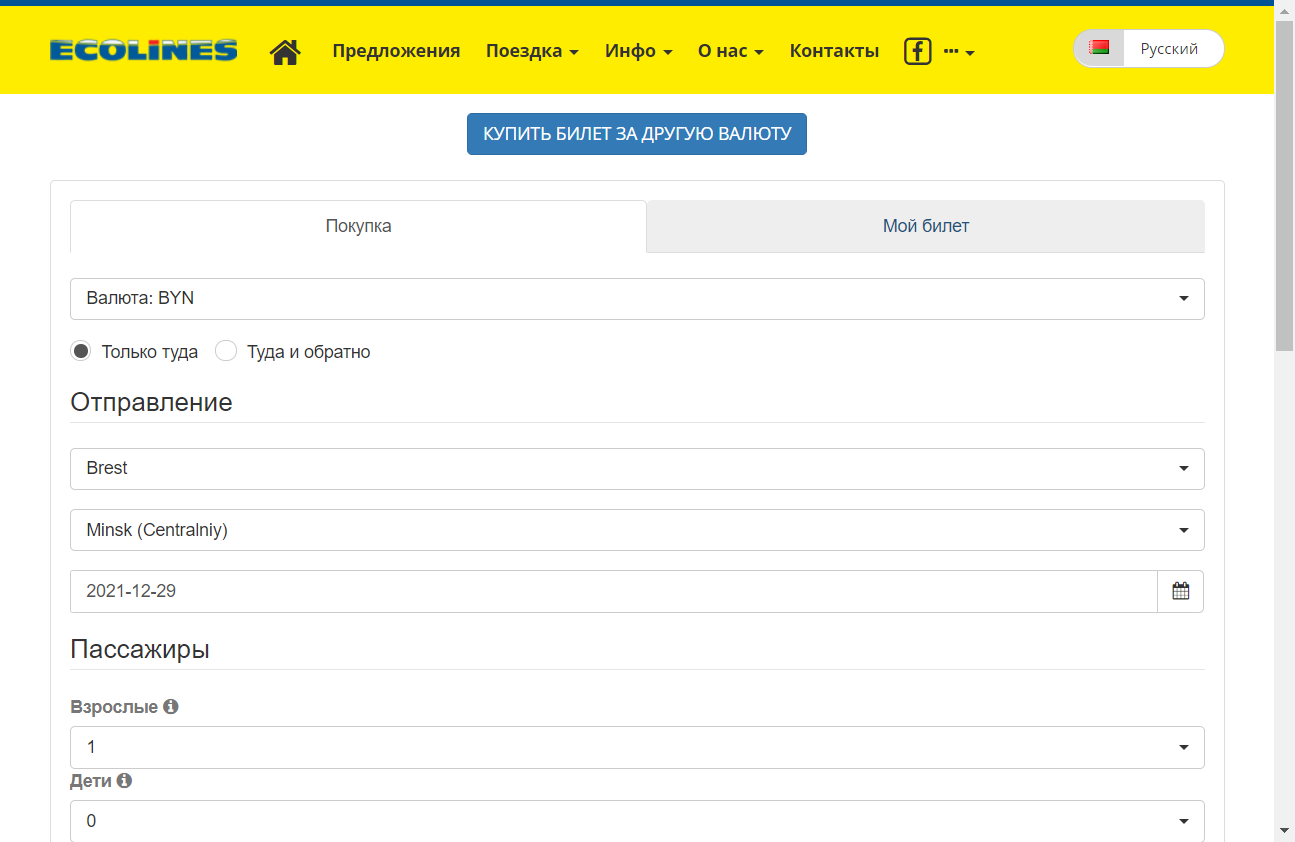 ECOLINES Предложения Поездка Инфо О нас Контакты Русский
КУПИТЬ БИЛЕТ ЗА ДРУГУЮ ВАЛЮТУ
Покупка Мой билет
Валюта: BYN
Только туда Туда и обратно
Отправление
Brest
Minsk (Centralniy)
2021-12-29
Пассажиры
Взрослые
1
Дети
0